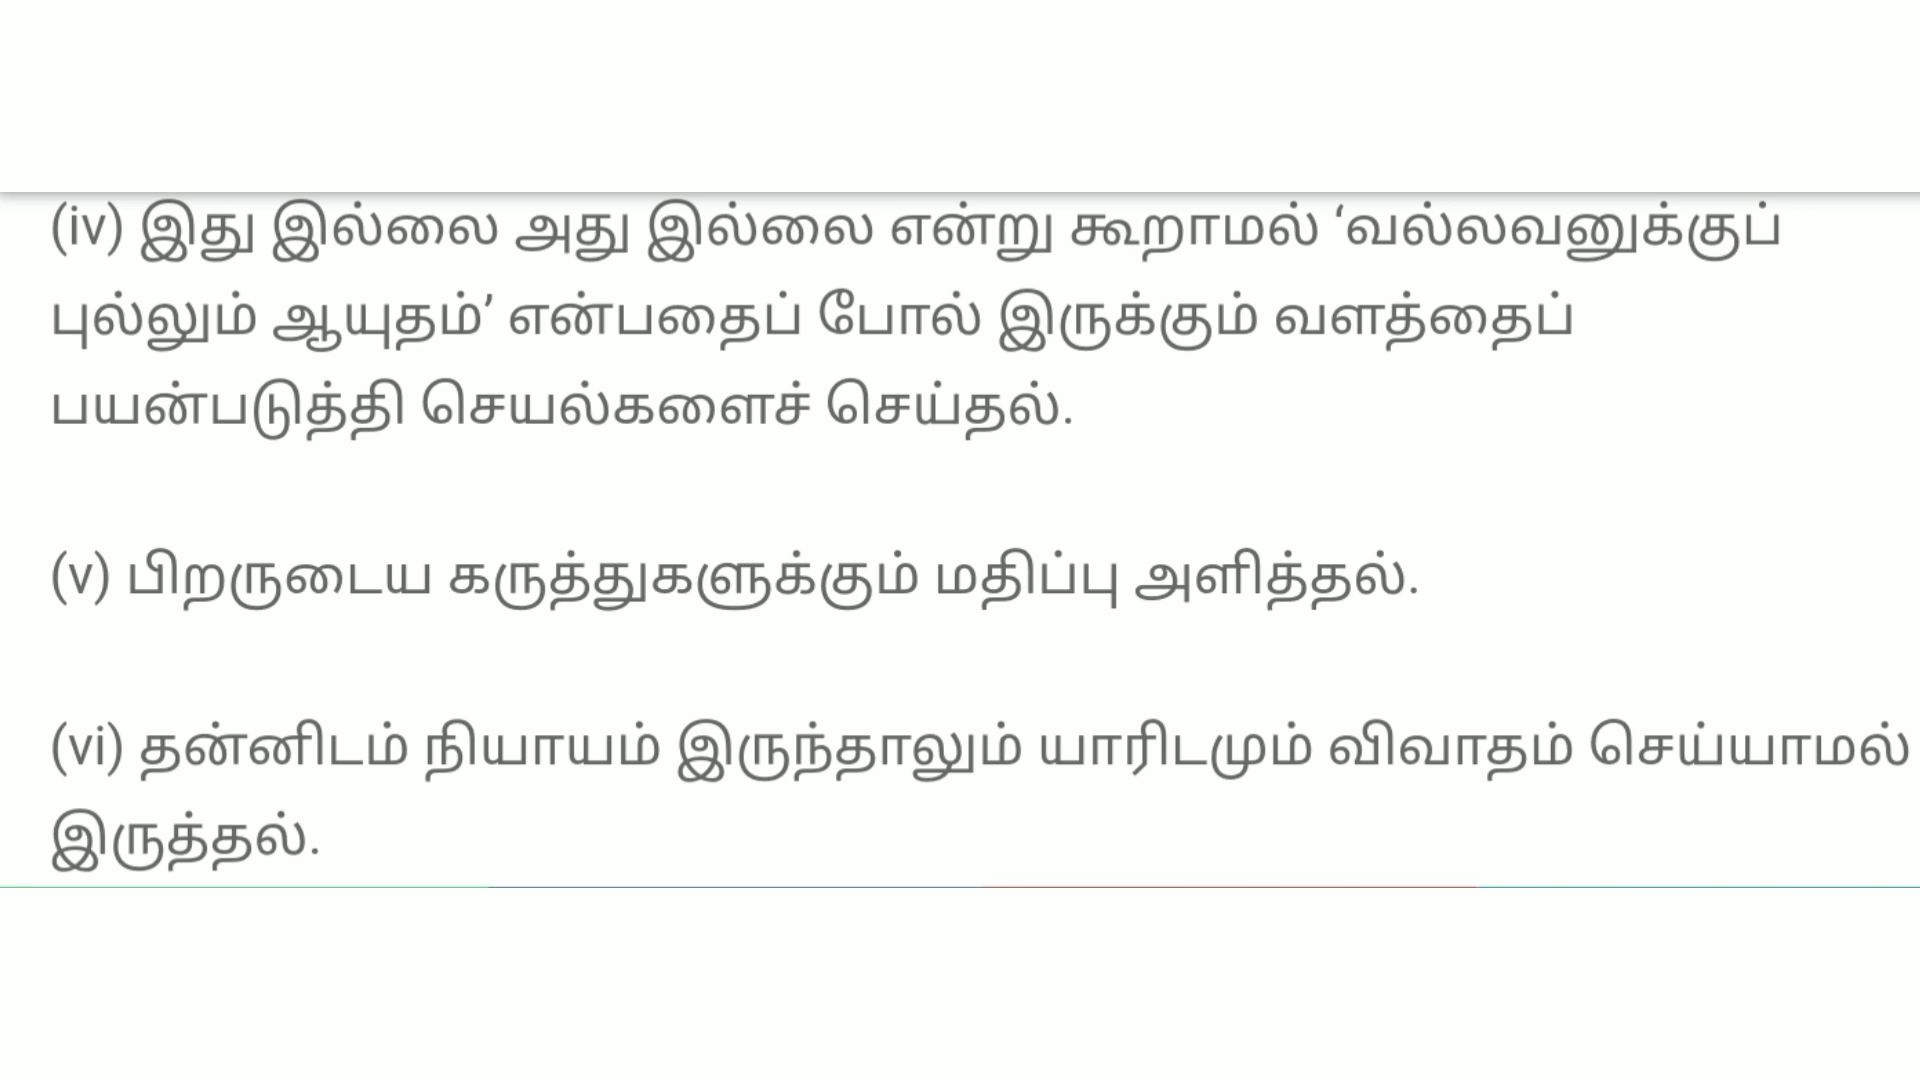 (iv) இது இல்லை அது இல்லை என்று கூறாமல் ‘வல்லவனுக்குப்
புல்லும் ஆயுதம்’ என்பதைப் போல் இருக்கும் வளத்தைப்
பயன்படுத்தி செயல்களைச் செய்தல்.
(v) பிறருடைய கருத்துகளுக்கும் மதிப்பு அளித்தல்.
(vi) தன்னிடம் நியாயம் இருந்தாலும் யாரிடமும் விவாதம் செய்யாமல்
இருத்தல்.